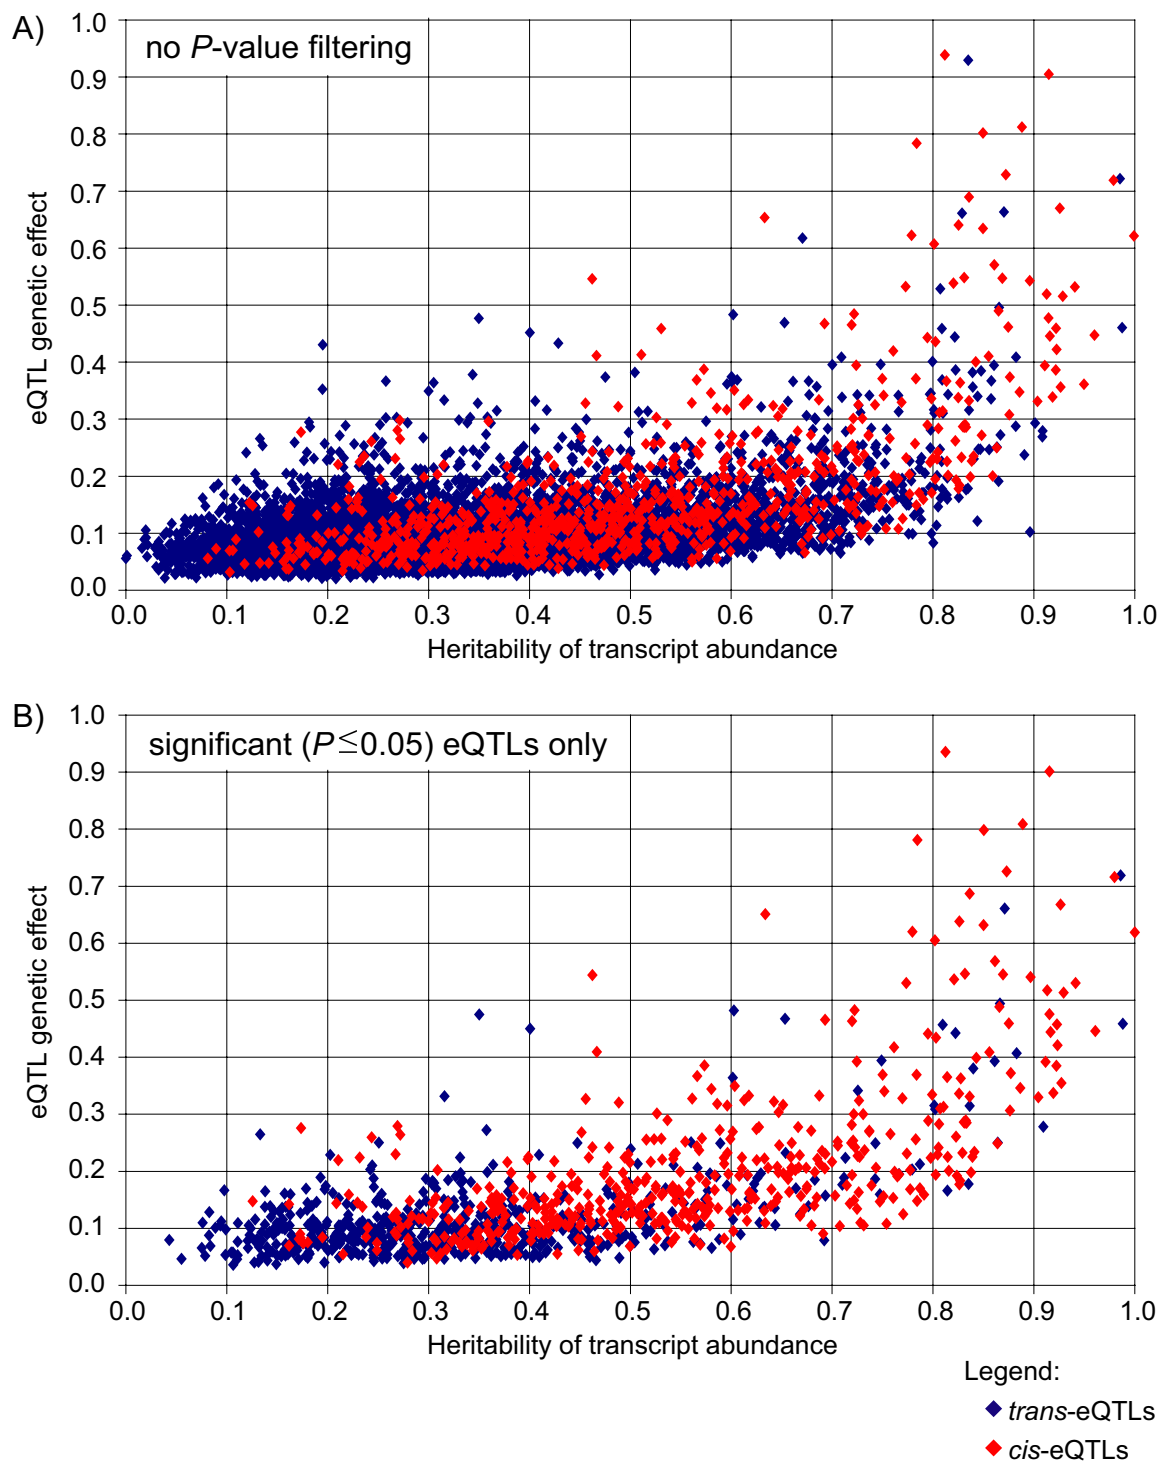 A)
no P-value filtering
1.0
0.9
0.8
0.7
0.6
0.5
0.4
0.3
0.2
0.1
0.0
eQTL genetic effect
0.0 0.1 0.2 0.3 0.4 0.5 0.6 0.7 0.8 0.9 1.0
Heritability of transcript abundance
B)
significant (P≤0.05) eQTLs only
1.0
0.9
0.8
0.7
0.6
0.5
0.4
0.3
0.2
0.1
0.0
eQTL genetic effect
0.0 0.1 0.2 0.3 0.4 0.5 0.6 0.7 0.8 0.9 1.0
Heritability of transcript abundance
Legend:
trans-eQTLs
cis-eQTLs